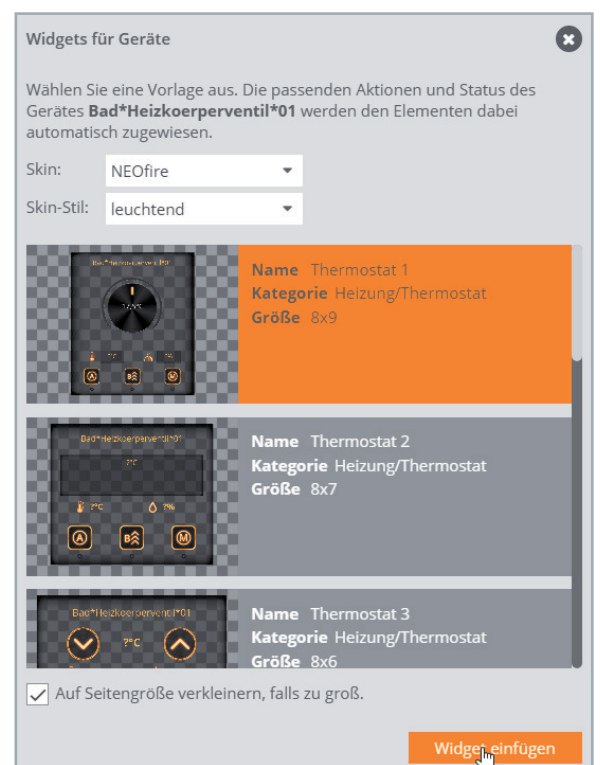 Widgets für Geräte
Wählen Sie eine Vorlage aus. Die passenden Aktionen und Status des
Gerätes Bad*Heizkoerperventil*01 werden den Elementen dabei
automatisch zugewiesen.
Skin: NEOfire
Skin-Stil: leuchtend
Bad*Heizkoerperventil*01
Name Thermostat 1
Kategorie Heizung/Thermostat
Größe 8x9
?°C ?%
A B M
Bad*Heizkoerperventil*01
?°C
?°C ?%
A B M
Name Thermostat 2
Kategorie Heizung/Thermostat
Größe 8x7
Bad*Heizkoerperventil*01
?°C
Name Thermostat 3
Kategorie Heizung/Thermostat
Größe 8x6
Auf Seitengröße verkleinern, falls zu groß.
Widget einfügen